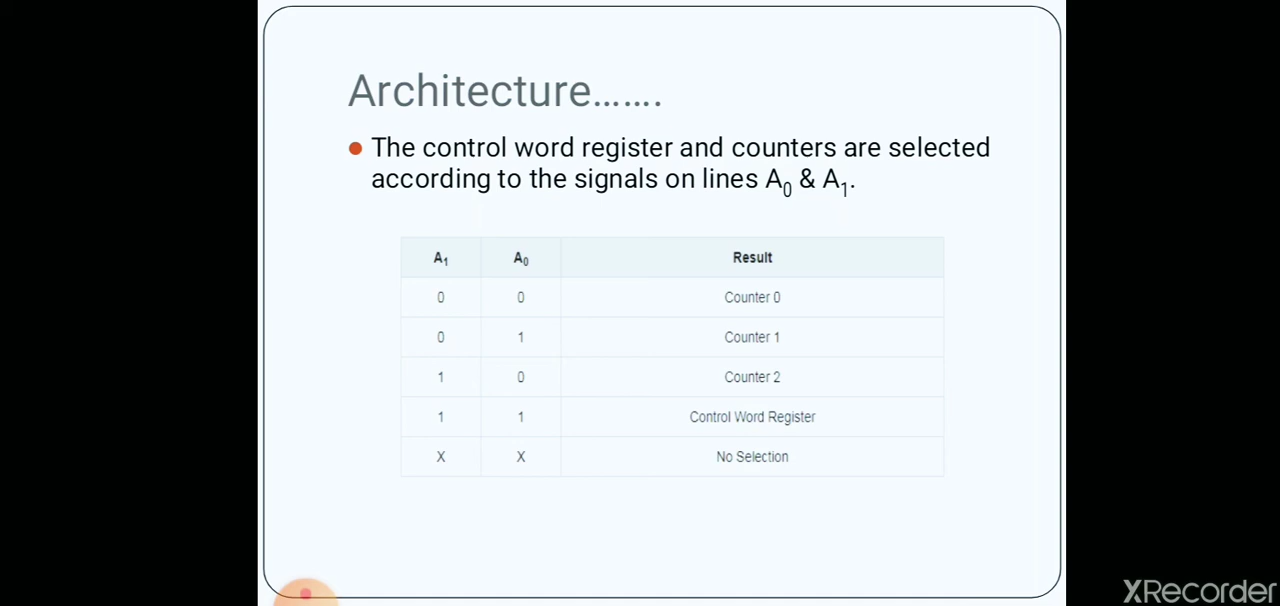 Architecture…….
The control word register and counters are selected
according to the signals on lines A0 & A1.
A1 A0 Result
0 0 Counter 0
0 1 Counter 1
1 0 Counter 2
1 1 Control Word Register
X X No Selection
XRecorder